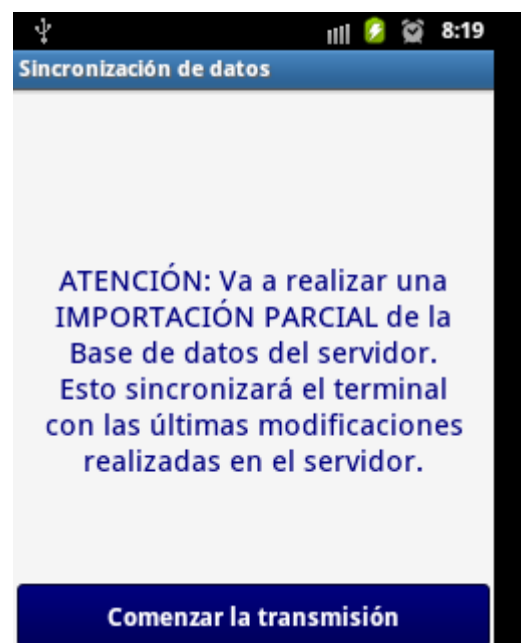 8:19
Sincronización de datos
ATENCIÓN: Va a realizar una
IMPORTACIÓN PARCIAL de la
Base de datos del servidor.
Esto sincronizará el terminal
con las últimas modificaciones
realizadas en el servidor.
Comenzar la transmisión